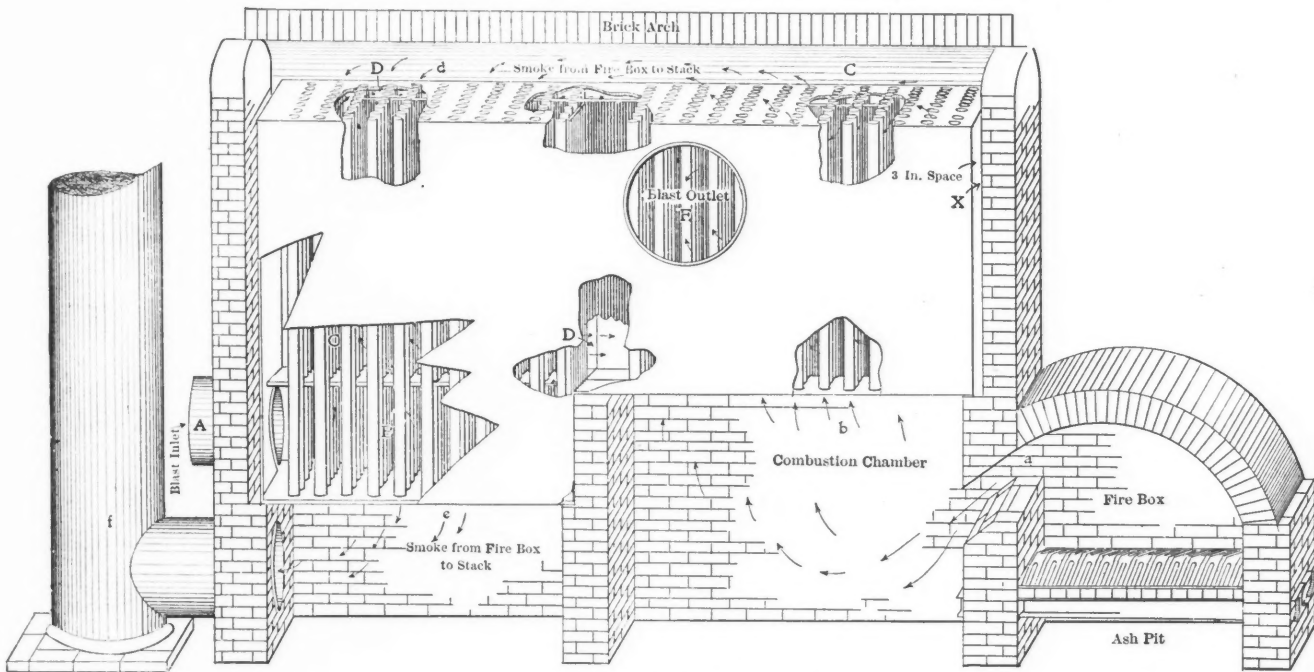 Brick Arch
D
d
Smoke from Fire Box to Stack
C
3 In. Space
X
Blast Outlet
F
C
D
A
Blast Inlet
E
b
Combustion Chamber
a
Fire Box
f
e
Smoke from Fire Box
to Stack
Ash Pit